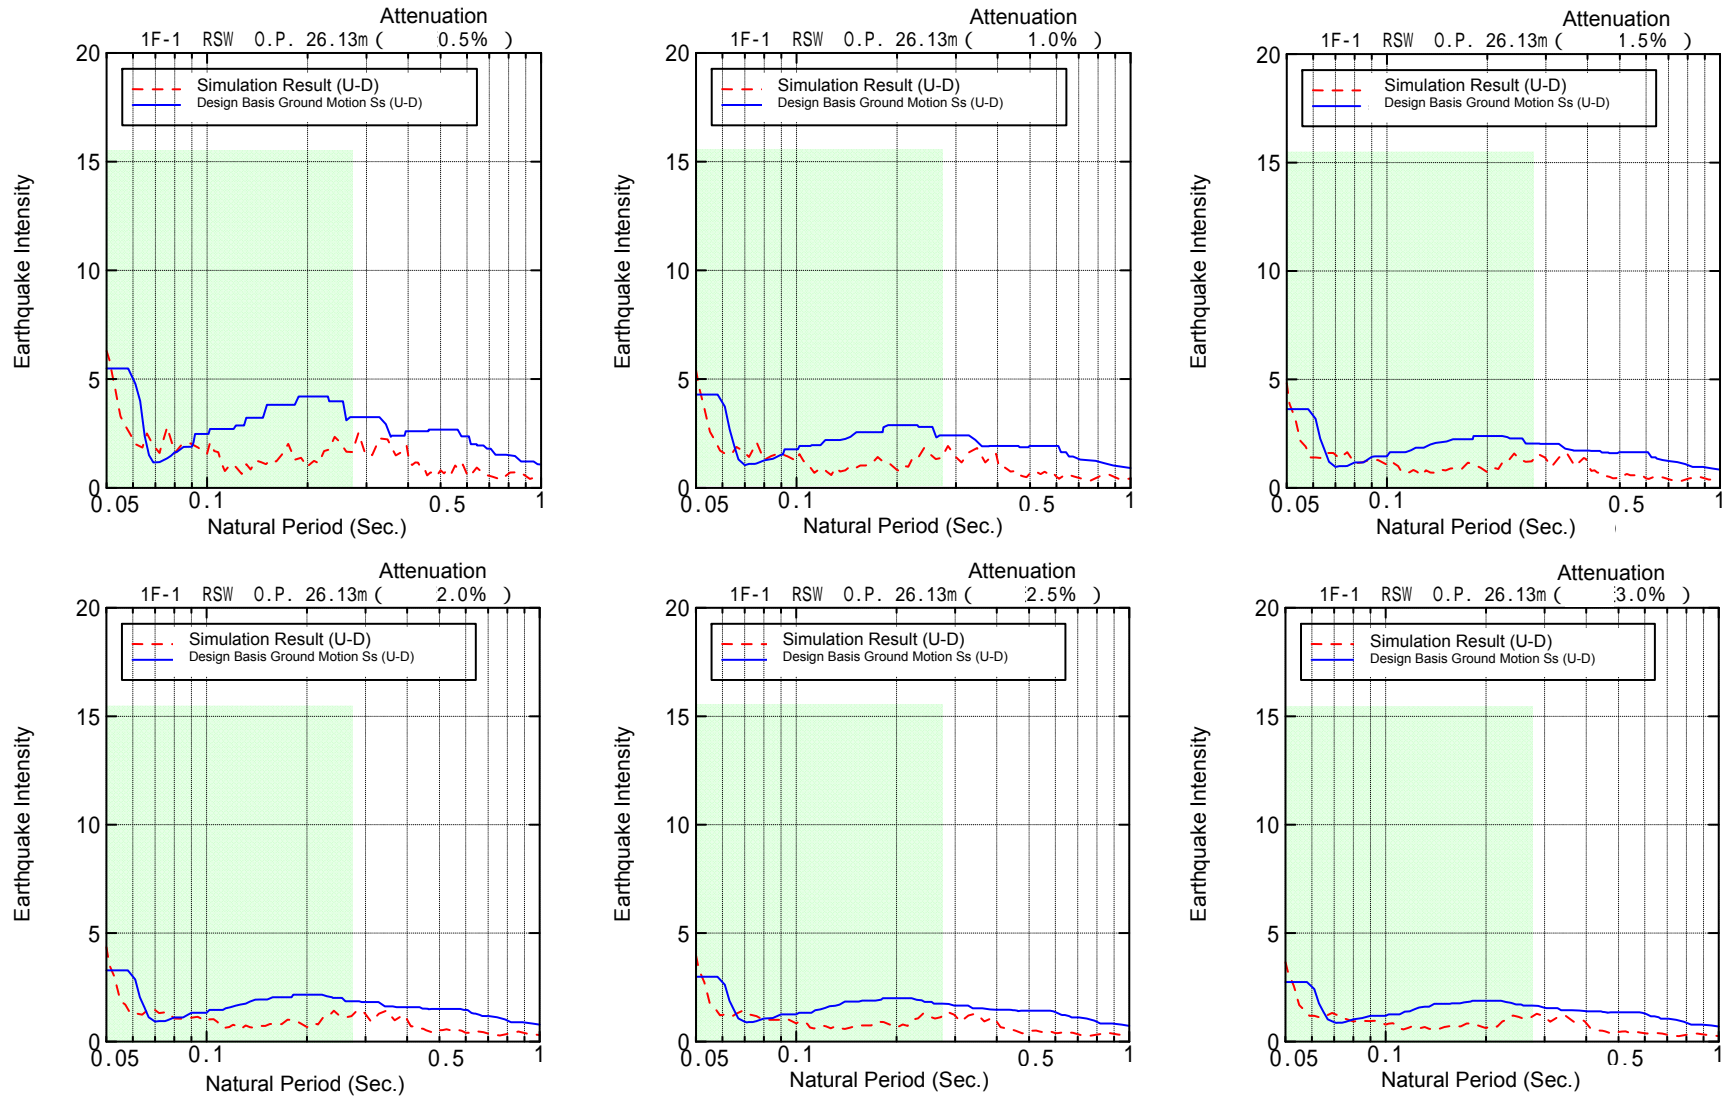 Attenuation
1F-1 RSW O.P. 26.13m ( 0.5% )
20
Simulation Result (U-D)
Design Basis Ground Motion Ss (U-D)
15
10
5
0
0.05 0.1 0.5 1
Natural Period (Sec.)
Earthquake Intensity
Attenuation
1F-1 RSW O.P. 26.13m ( 1.0% )
20
Simulation Result (U-D)
Design Basis Ground Motion Ss (U-D)
15
10
5
0
0.05 0.1 0.5 1
Natural Period (Sec.)
Earthquake Intensity
Attenuation
1F-1 RSW O.P. 26.13m ( 1.5% )
20
Simulation Result (U-D)
Design Basis Ground Motion Ss (U-D)
15
10
5
0
0.05 0.1 0.5 1
Natural Period (Sec.)
Earthquake Intensity
Attenuation
1F-1 RSW O.P. 26.13m ( 2.0% )
20
Simulation Result (U-D)
Design Basis Ground Motion Ss (U-D)
15
10
5
0
0.05 0.1 0.5 1
Natural Period (Sec.)
Earthquake Intensity
Attenuation
1F-1 RSW O.P. 26.13m ( 2.5% )
20
Simulation Result (U-D)
Design Basis Ground Motion Ss (U-D)
15
10
5
0
0.05 0.1 0.5 1
Natural Period (Sec.)
Earthquake Intensity
Attenuation
1F-1 RSW O.P. 26.13m ( 3.0% )
20
Simulation Result (U-D)
Design Basis Ground Motion Ss (U-D)
15
10
5
0
0.05 0.1 0.5 1
Natural Period (Sec.)
Earthquake Intensity